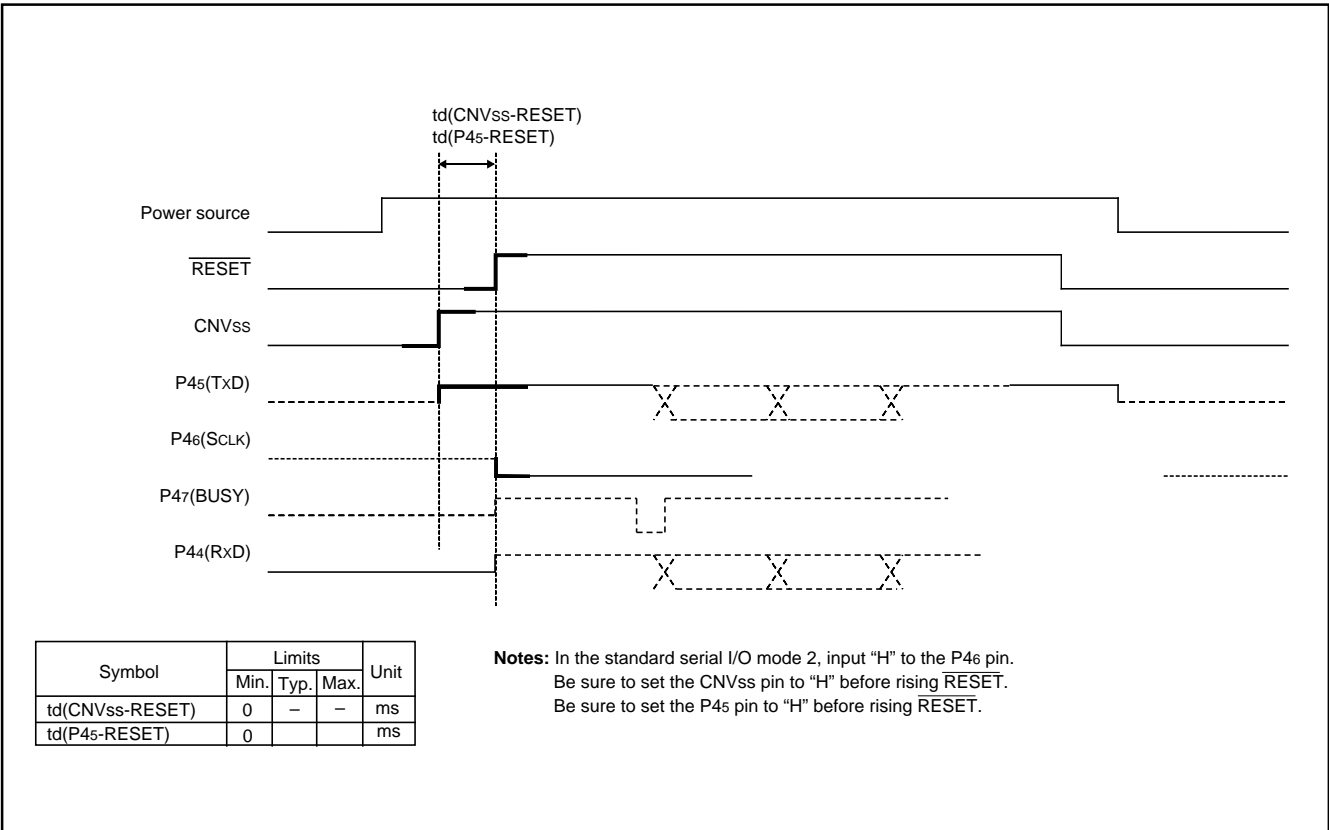 td(CNVss-RESET)
td(P45-RESET)
Power source
RESET
CNVss
P45(TxD)
P46(SCLK)
P47(BUSY)
P44(RxD)
Symbol Limits Unit
Min. Typ. Max.
td(CNVss-RESET) 0 – – ms
td(P45-RESET) 0 ms
Notes: In the standard serial I/O mode 2, input “H” to the P46 pin.
Be sure to set the CNVss pin to “H” before rising RESET.
Be sure to set the P45 pin to “H” before rising RESET.